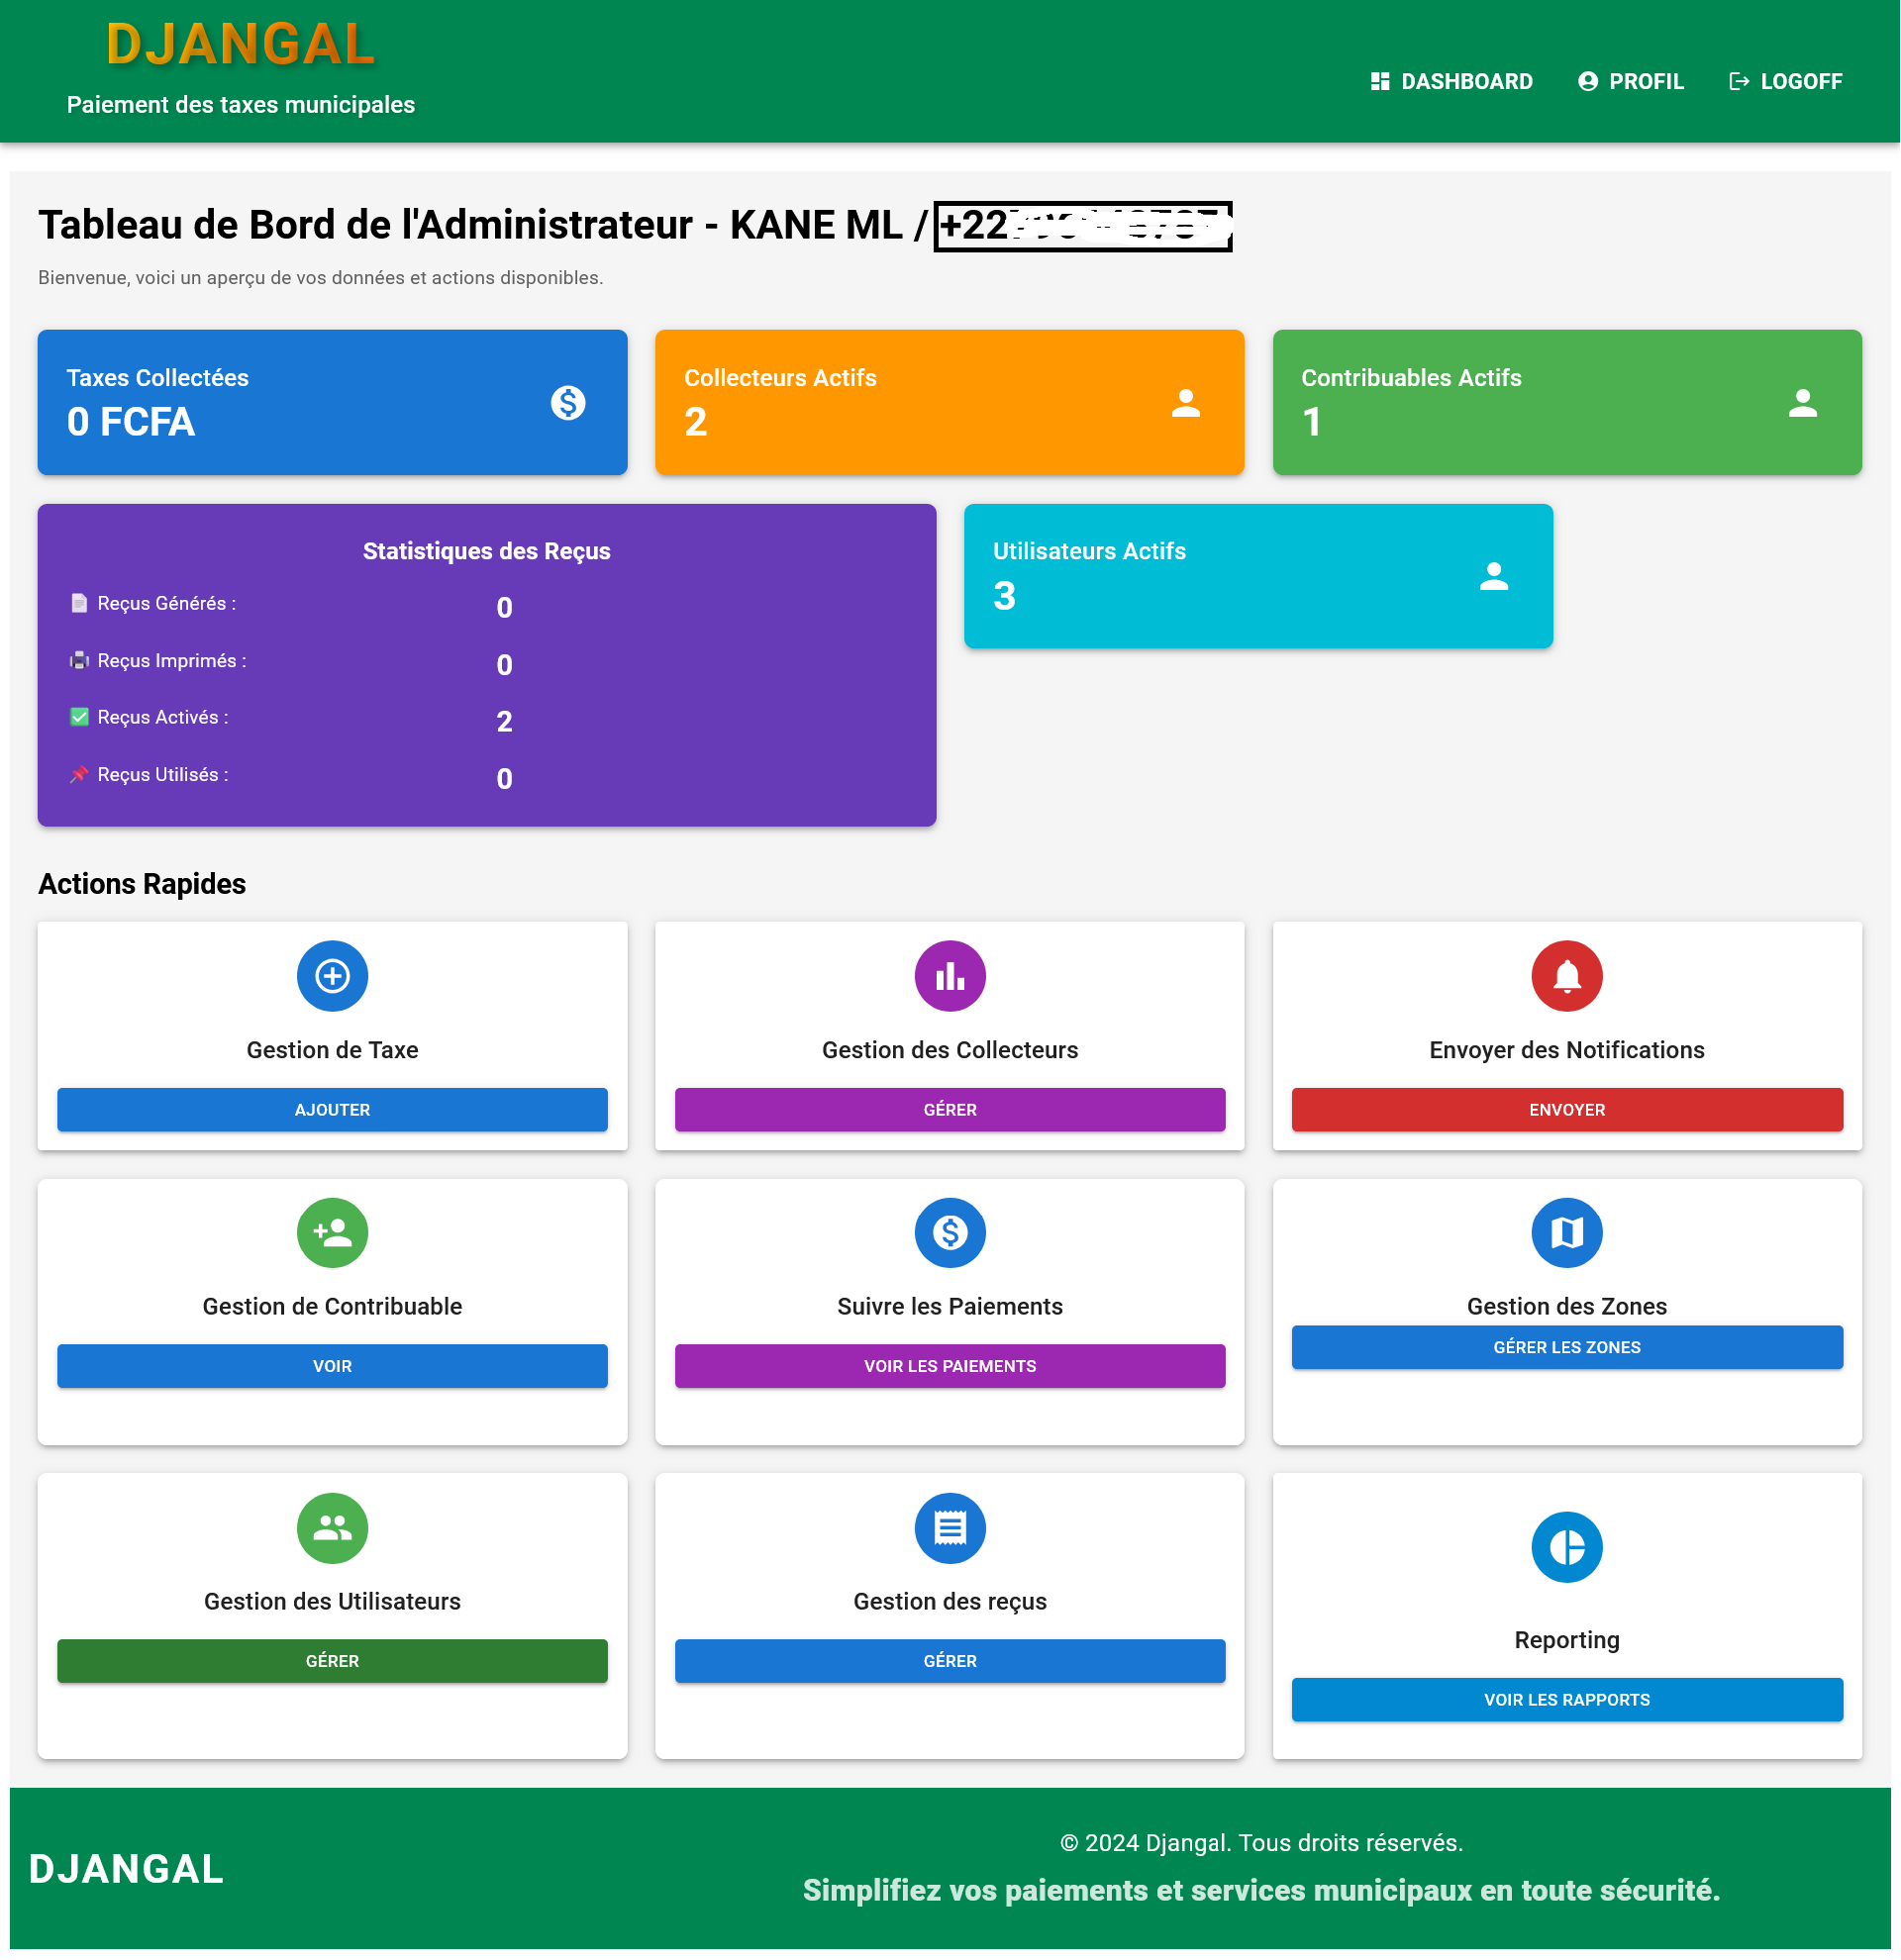 DJANGAL
Paiement des taxes municipales
DASHBOARD
PROFIL
LOGOFF
Tableau de Bord de l'Administrateur - KANE ML /
Bienvenue, voici un aperçu de vos données et actions disponibles.
Taxes Collectées
0 FCFA
Collecteurs Actifs
2
Contribuables Actifs
1
Statistiques des Reçus
Reçus Générés : 0
Reçus Imprimés : 0
Reçus Activés : 2
Reçus Utilisés : 0
Utilisateurs Actifs
3
Actions Rapides
Gestion de Taxe
AJOUTER
Gestion des Collecteurs
GÉRER
Envoyer des Notifications
ENVOYER
Gestion de Contribuable
VOIR
Suivre les Paiements
VOIR LES PAIEMENTS
Gestion des Zones
GÉRER LES ZONES
Gestion des Utilisateurs
GÉRER
Gestion des reçus
GÉRER
Reporting
VOIR LES RAPPORTS
DJANGAL
© 2024 Djangal. Tous droits réservés.
Simplifiez vos paiements et services municipaux en toute sécurité.